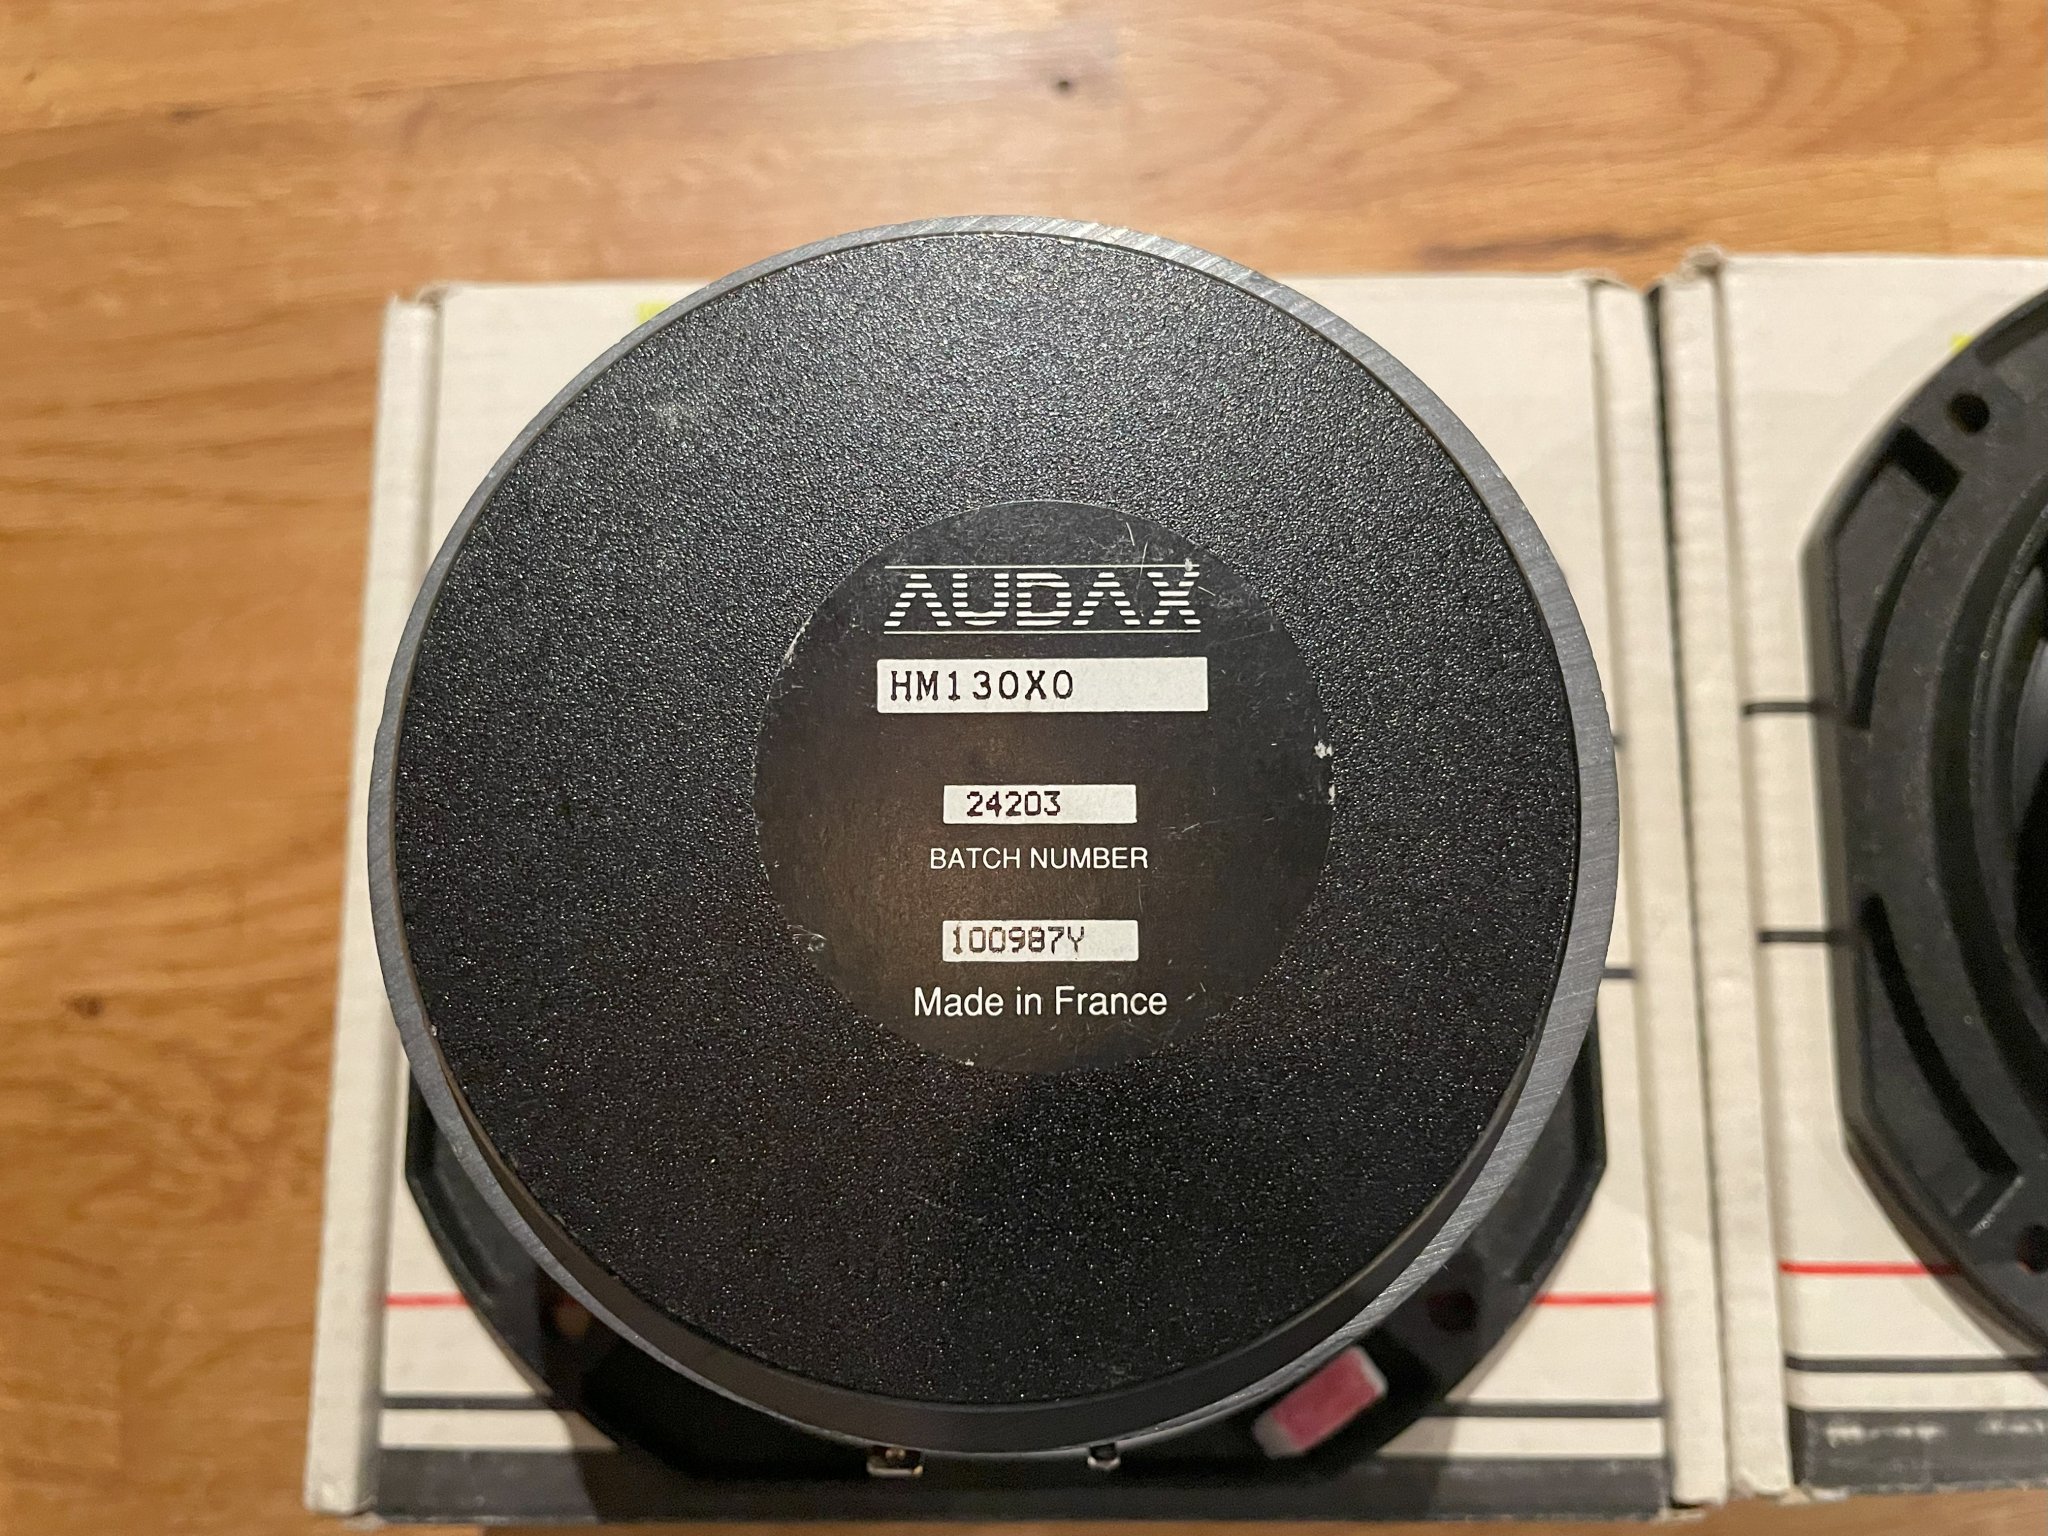 AUDAX
HM130X0
24203
BATCH NUMBER
100987Y
Made in France